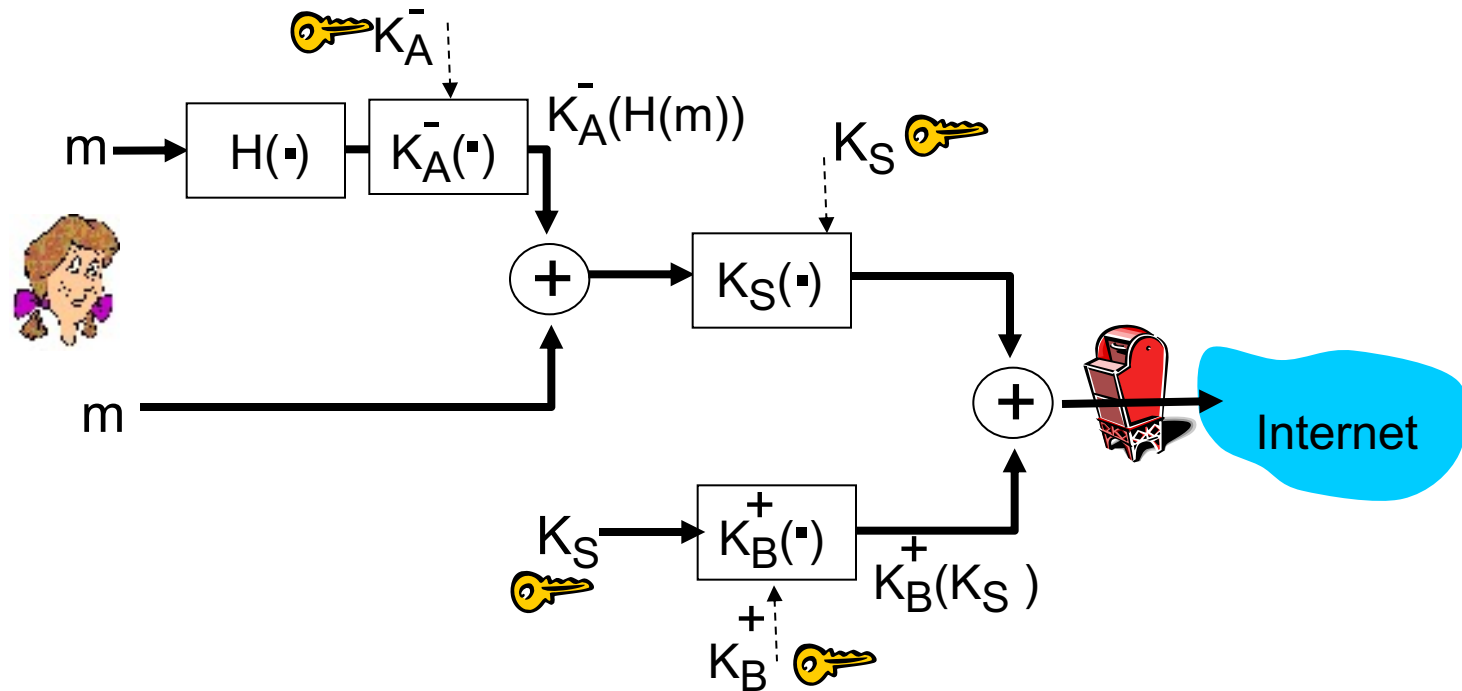 K_A^-
m
H(▪)
K_A^-(▪)
K_A^-(H(m))
K_S
+
K_S(▪)
m
+
Internet
K_S
K_B^+(▪)
K_B^+(K_S )
K_B^+